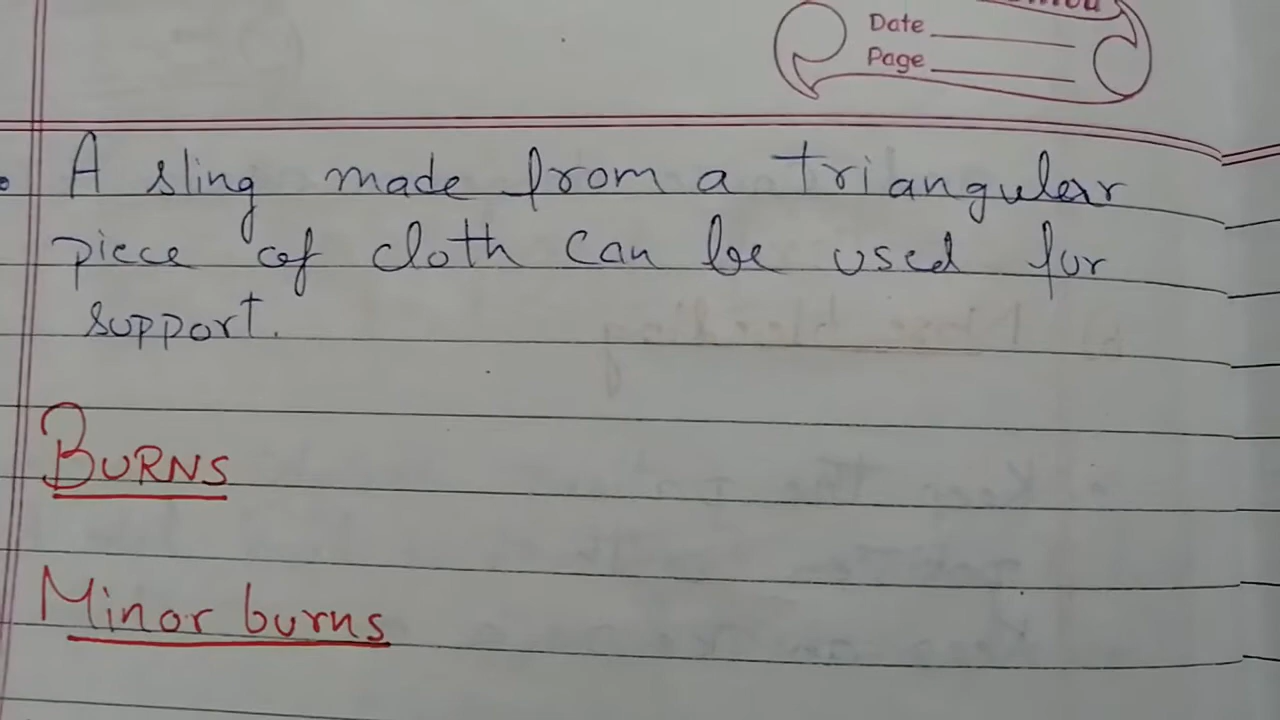 Date
Page
• A sling made from a triangular
piece of cloth can be used for
support.
BURNS
Minor burns